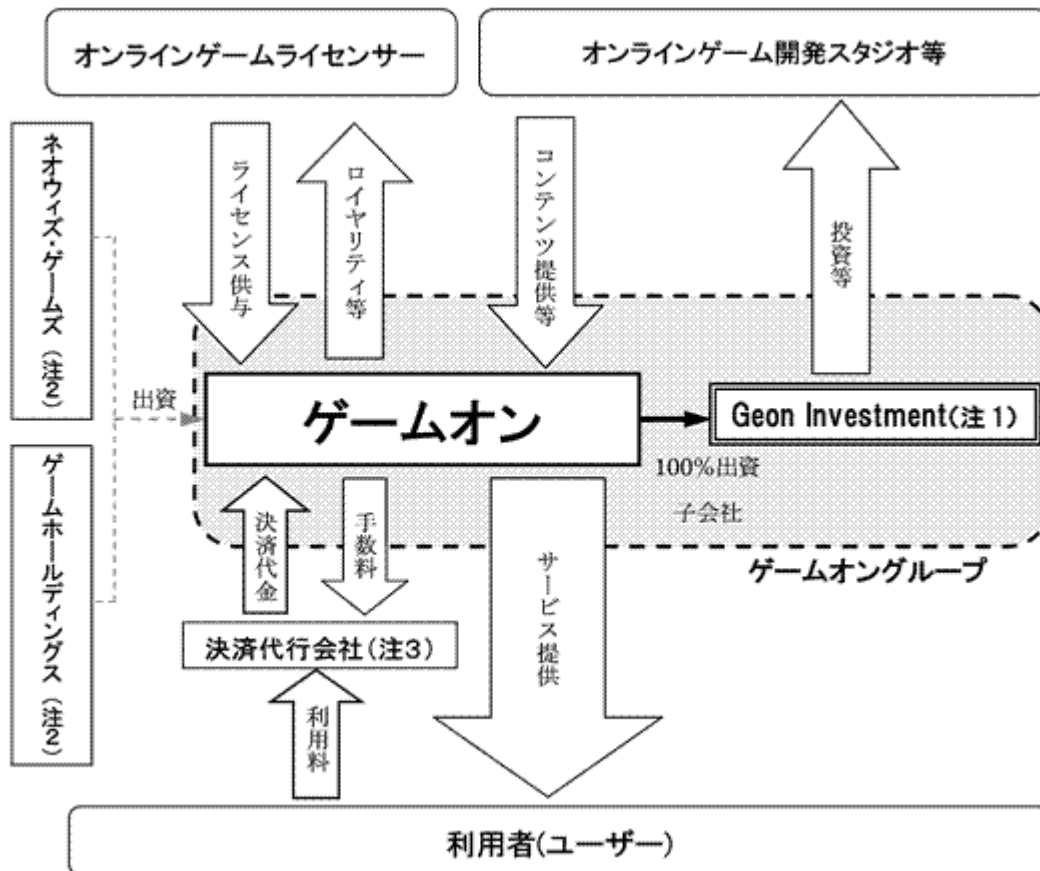 オンラインゲームライセンサー
オンラインゲーム開発スタジオ等
ネオウィズ・ゲームズ（注２）
ライセンス供与
ロイヤリティ等
コンテンツ提供等
投資等
出資
ゲームオン
Geon Investment(注１)
100%出資
子会社
ゲームオングループ
ゲームホールディングス（注２）
決済代金
手数料
サービス提供
決済代行会社(注３)
利用料
利用者(ユーザー)